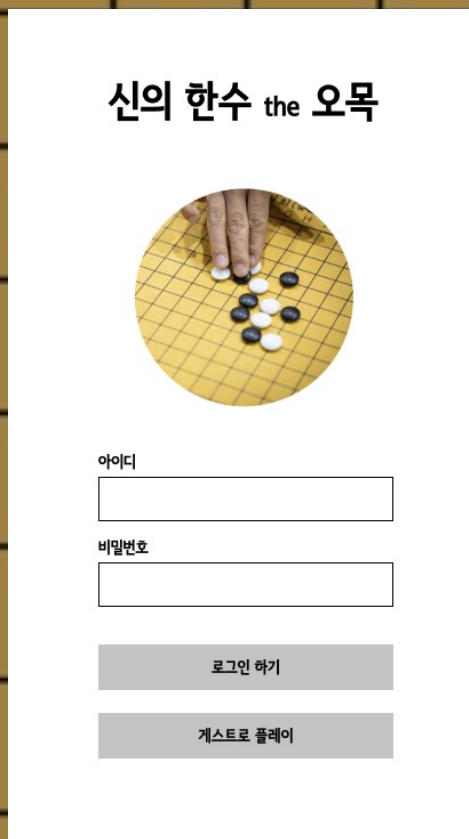 신의 한수 the 오목
아이디
비밀번호
로그인 하기
게스트로 플레이